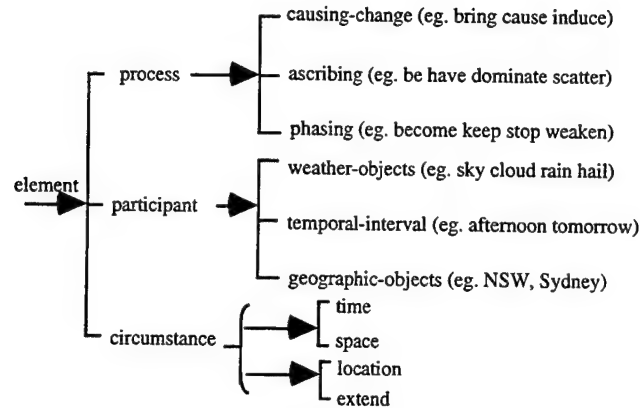 causing-change (eg. bring cause induce)
process
ascribing (eg. be have dominate scatter)
phasing (eg. become keep stop weaken)
weather-objects (eg. sky cloud rain hail)
element
participant
temporal-interval (eg. afternoon tomorrow)
geographic-objects (eg. NSW, Sydney)
time
circumstance
space
location
extend